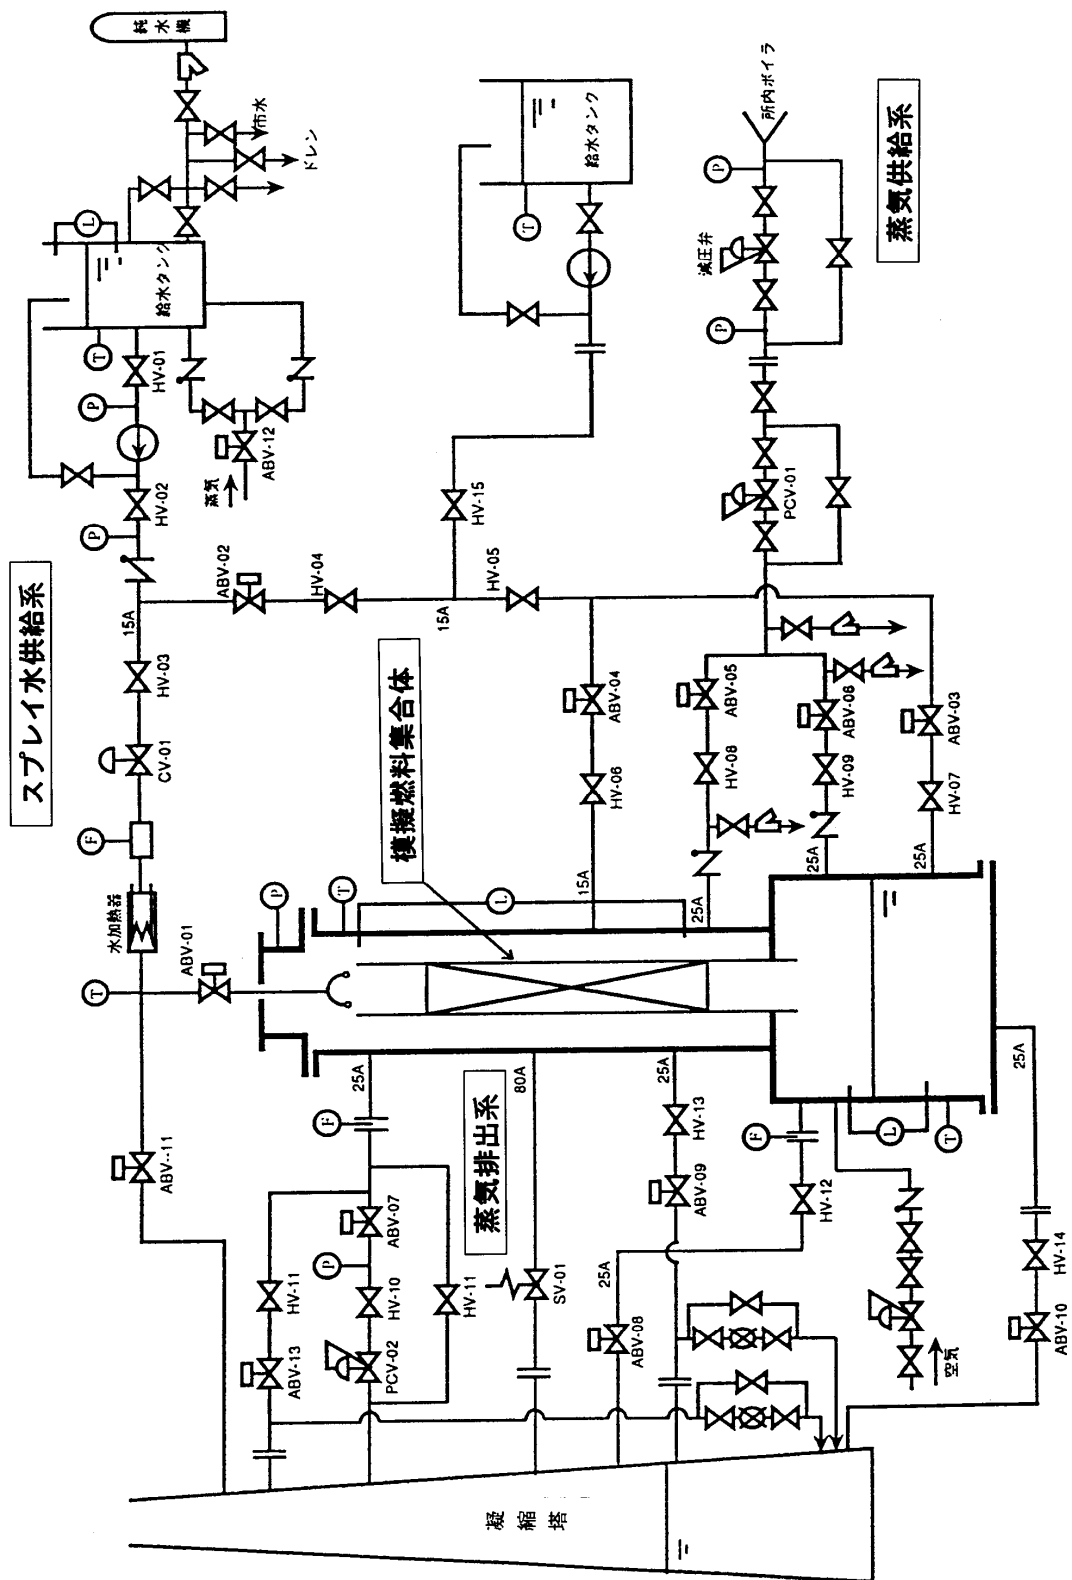 純水機
市水
ドレン
L
給水タンク
T
HV-01
P
HV-02
P
蒸気
ABV-12
給水タンク
T
所内ボイラ
P
減圧弁
P
蒸気供給系
PCV-01
HV-15
スプレイ水供給系
15A
ABV-02
HV-04
15A
HV-05
HV-03
CV-01
F
水加熱器
T
ABV-01
模擬燃料集合体
ABV-04
HV-06
15A
ABV-05
HV-08
25A
ABV-06
HV-09
25A
ABV-03
HV-07
25A
P
T
L
ABV-11
25A
F
80A
蒸気排出系
25A
HV-13
ABV-09
F
HV-12
L
T
25A
HV-11
ABV-07
P
HV-10
HV-11
SV-01
25A
ABV-08
ABV-13
PCV-02
空気
HV-14
ABV-10
凝縮塔